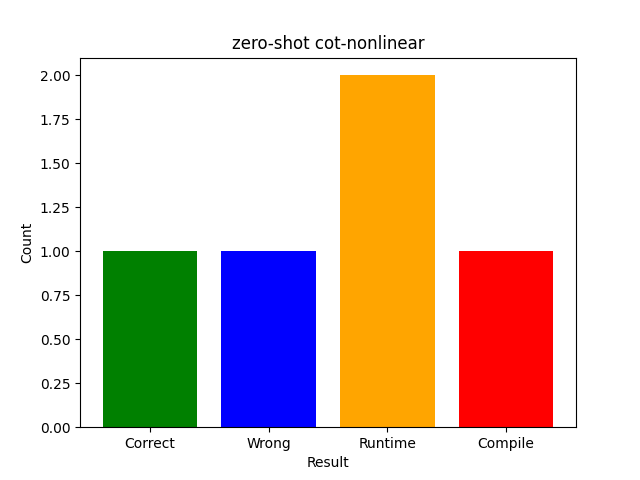 zero-shot cot-nonlinear
2.00
1.75
1.50
1.25
1.00
0.75
0.50
0.25
0.00
Count
Correct Wrong Runtime Compile
Result